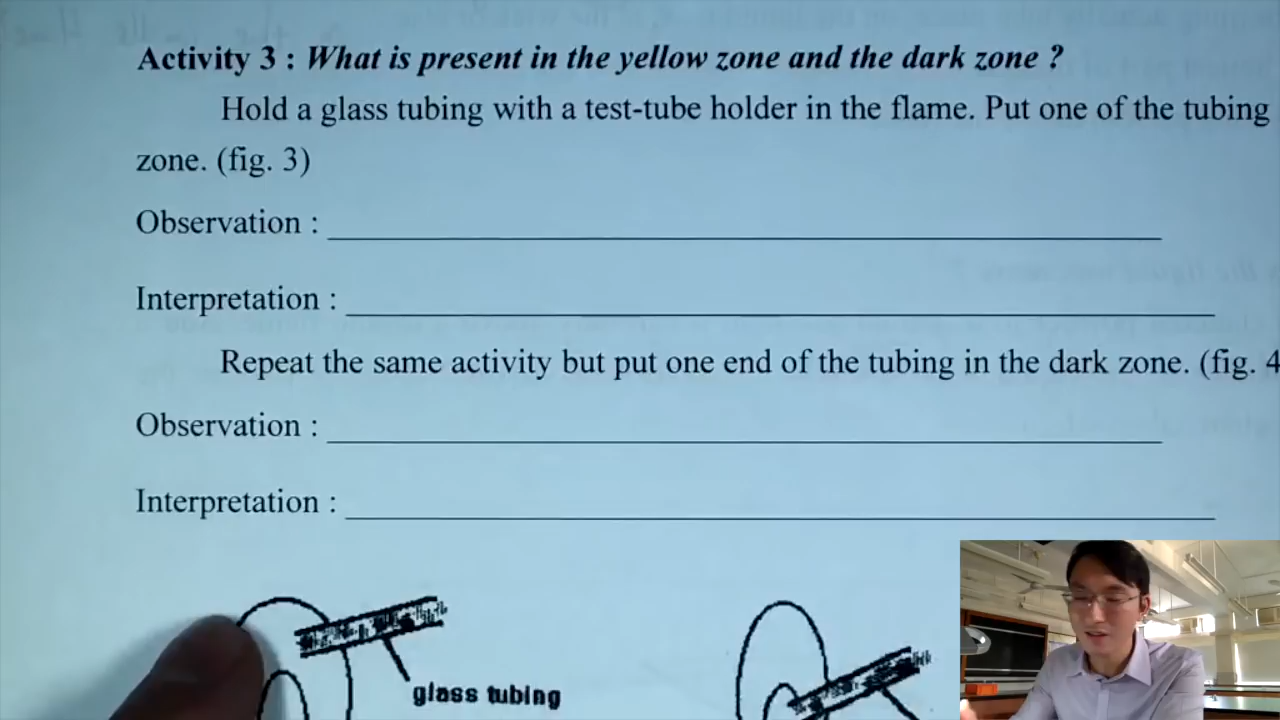 Activity 3 : What is present in the yellow zone and the dark zone ?
Hold a glass tubing with a test-tube holder in the flame. Put one of the tubing
zone. (fig. 3)
Observation :
Interpretation :
Repeat the same activity but put one end of the tubing in the dark zone. (fig. 4
Observation :
Interpretation :
glass tubing